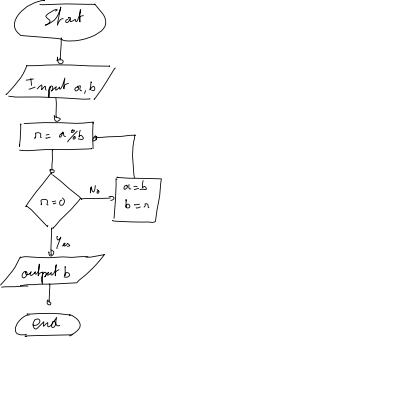 Start
Input a,b
r = a%b
r=0
No
a=b
b=r
Yes
output b
end